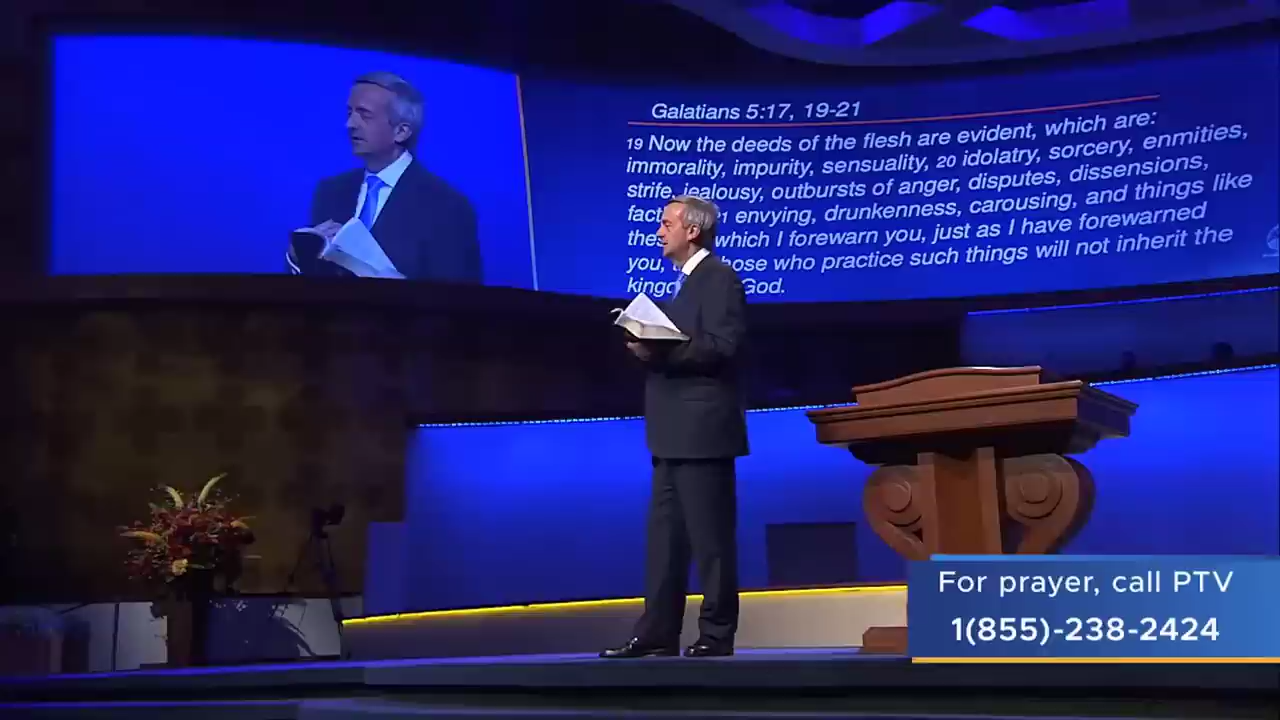 Galatians 5:17, 19-21
19 Now the deeds of the flesh are evident, which are:
immorality, impurity, sensuality, 20 idolatry, sorcery, enmities,
strife, jealousy, outbursts of anger, disputes, dissensions,
envying, drunkenness, carousing, and things like
which I forewarn you, just as I have forewarned
you, those who practice such things will not inherit the
God.
For prayer, call PTV
1(855)-238-2424